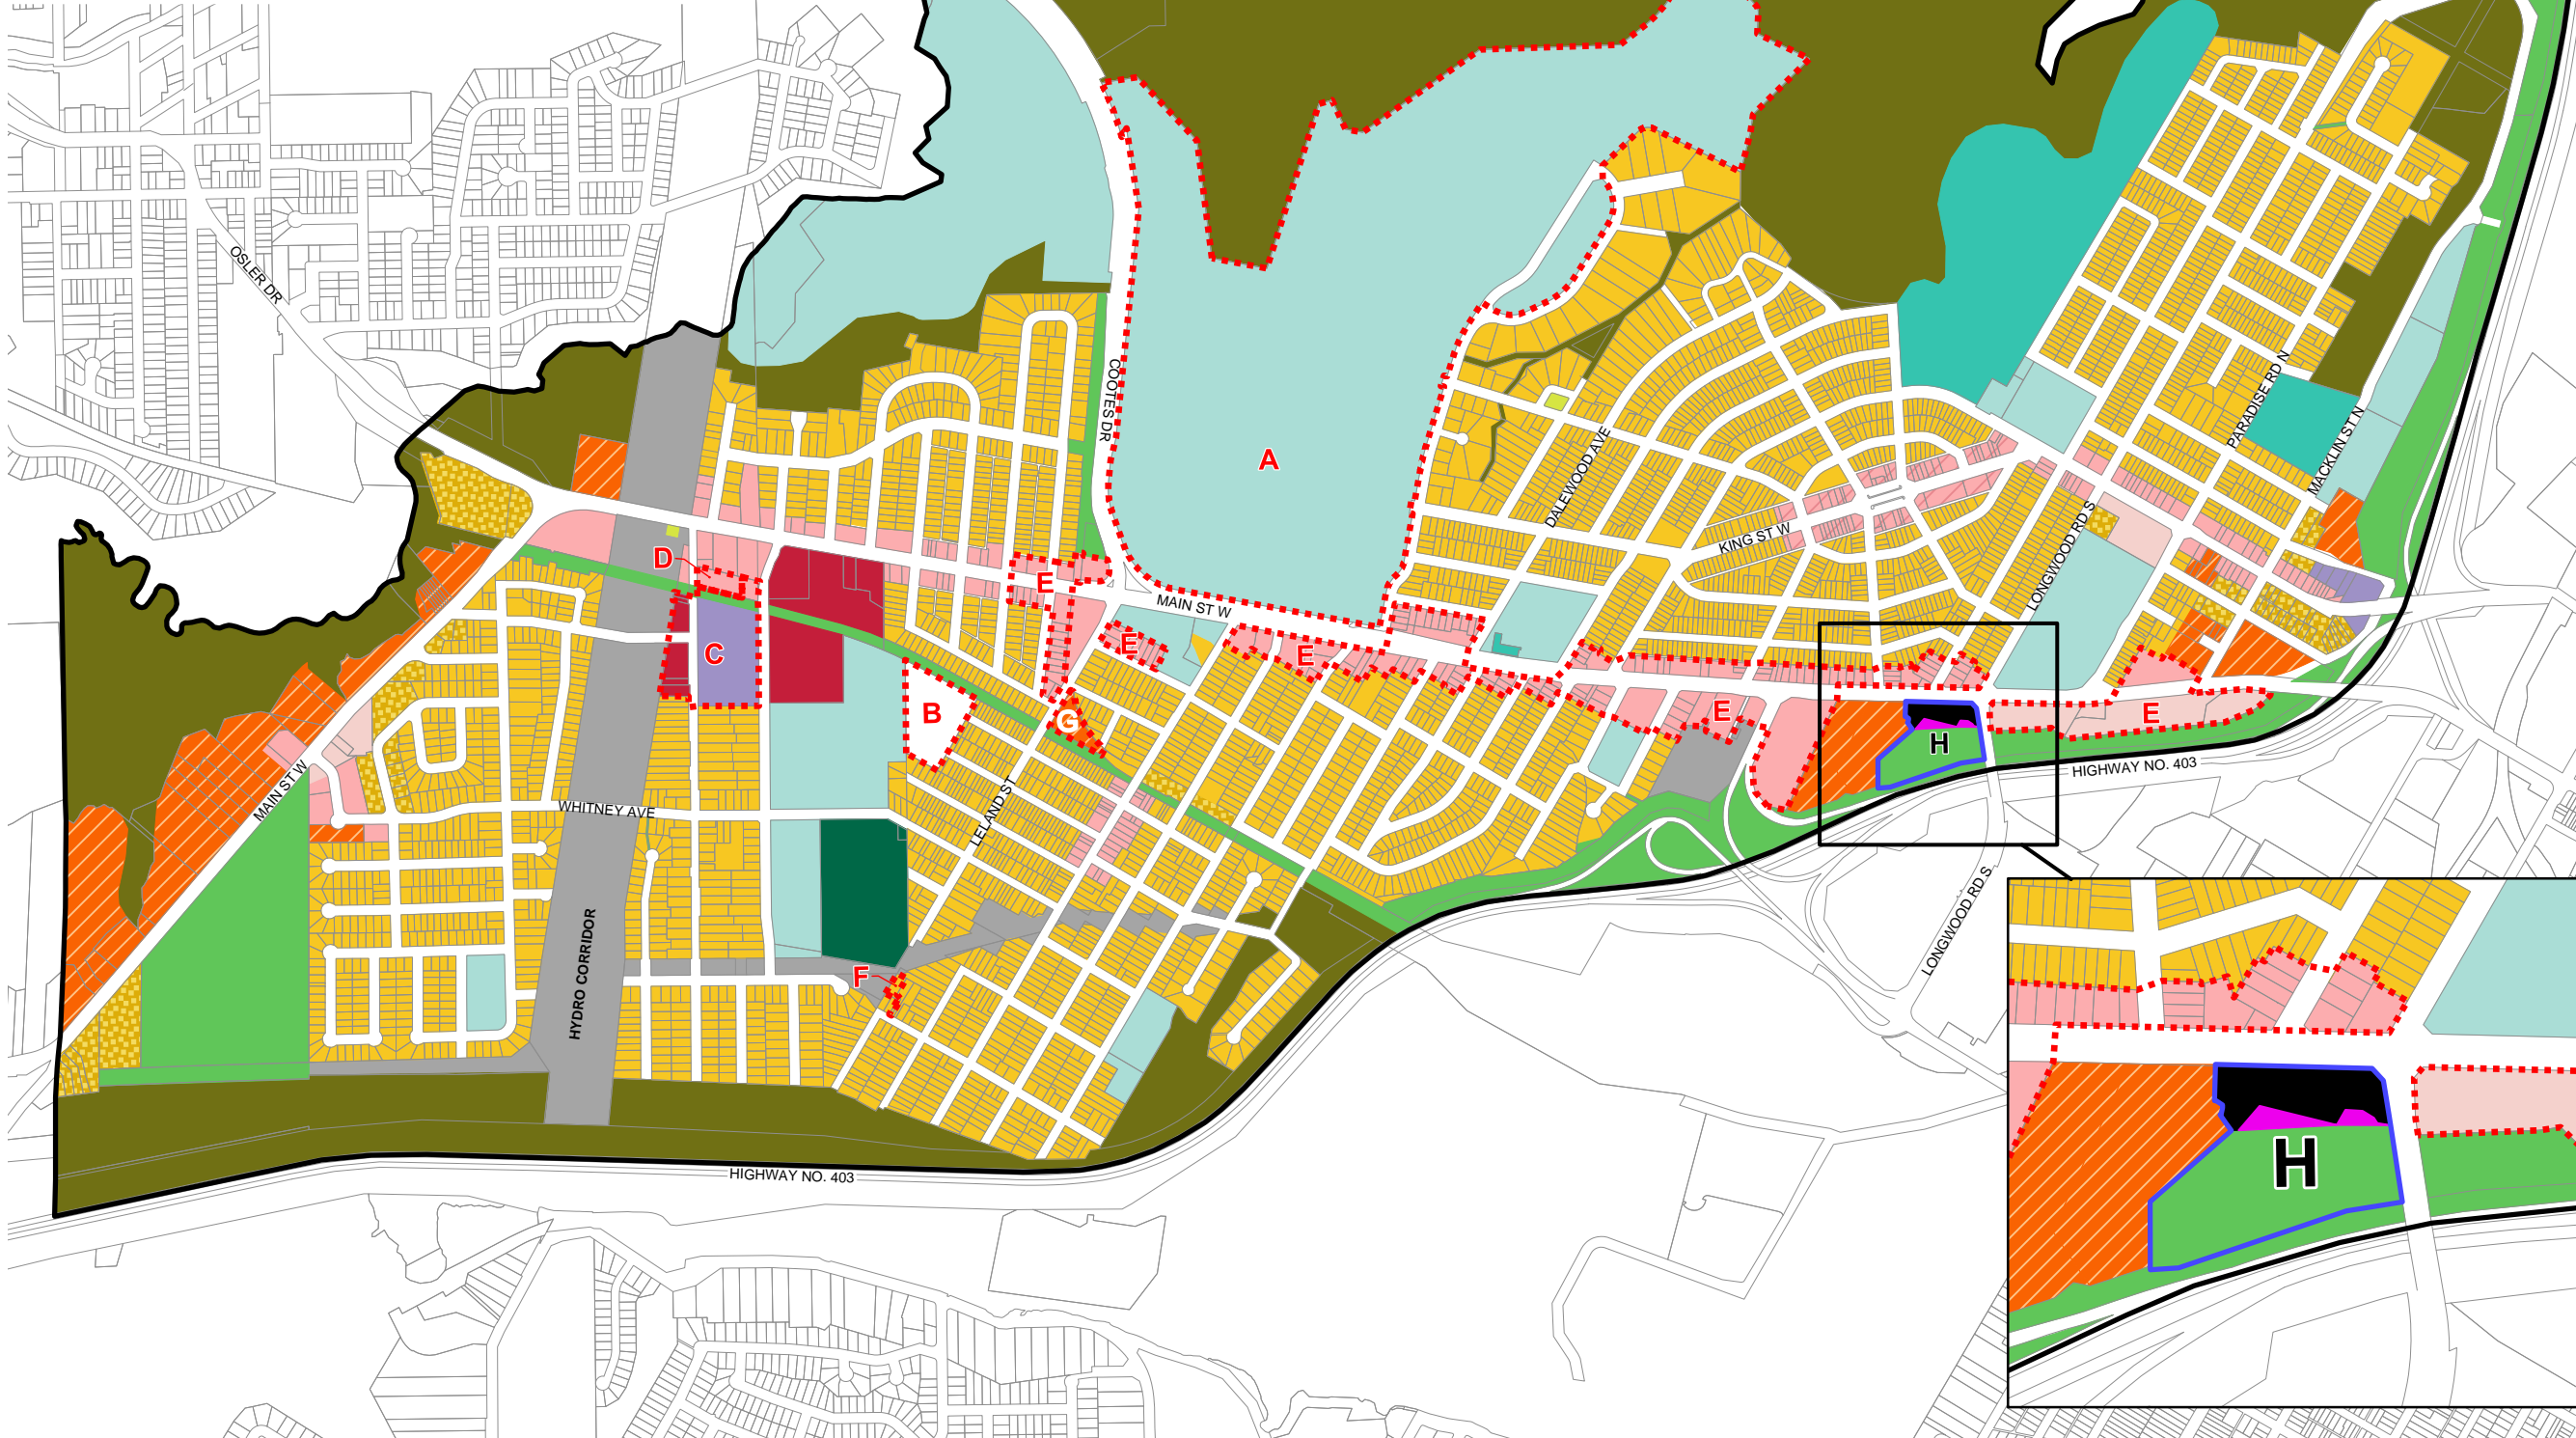 OSLER DR
COOTES DR
A
DALEWOOD AVE
PARADISE RD N
MACKLIN ST N
KING ST W
LONGWOOD RD S
D
E
MAIN ST W
E
E
C
B
G
E
E
H
HIGHWAY NO. 403
MAIN ST W
WHITNEY AVE
LELAND ST
HYDRO CORRIDOR
F
LONGWOOD RD S
H
HIGHWAY NO. 403